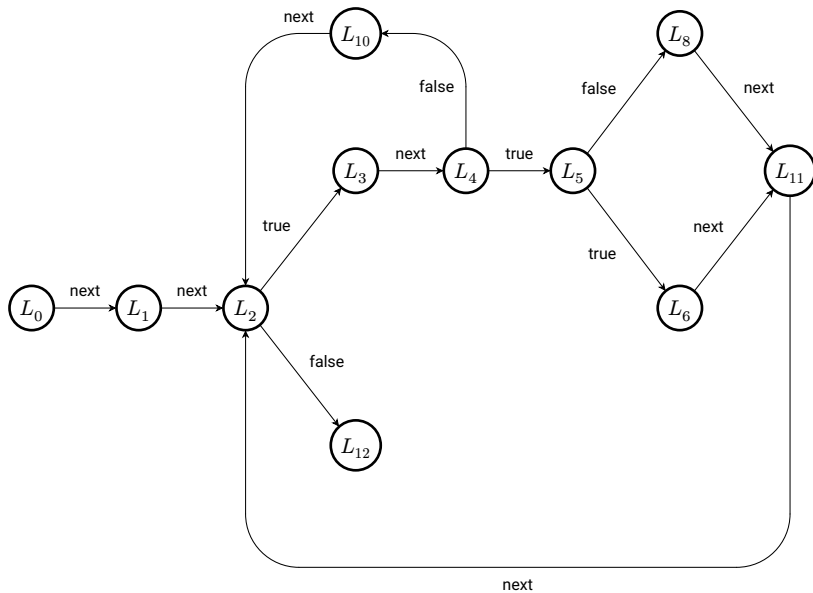 next
L₁₀
L₈
false
false
next
L₃
next
L₄
true
L₅
L₁₁
true
true
next
L₀
next
L₁
next
L₂
L₆
false
L₁₂
next